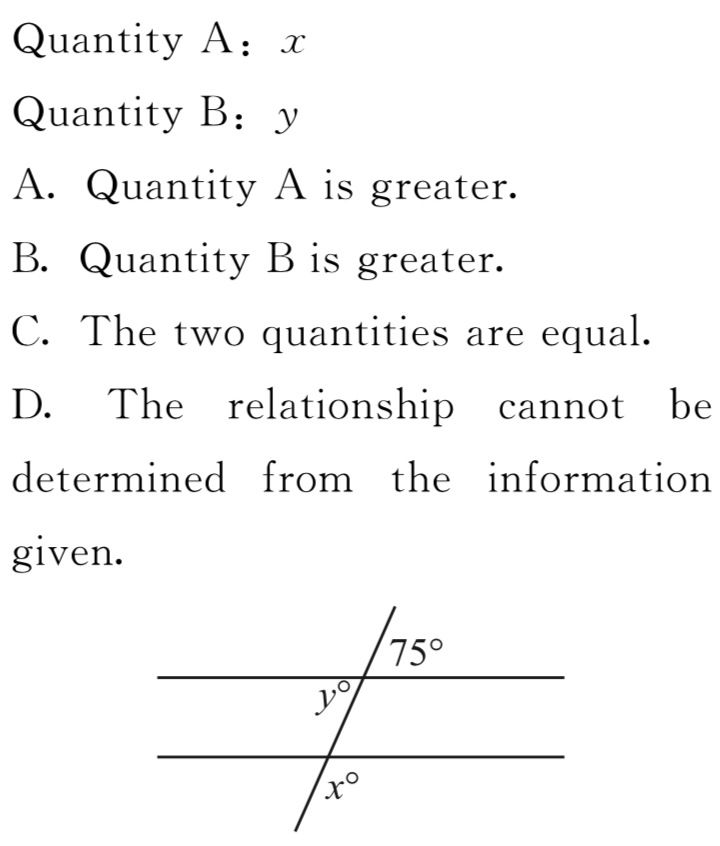 Quantity A：x
Quantity B：y
A. Quantity A is greater.
B. Quantity B is greater.
C. The two quantities are equal.
D. The relationship cannot be
determined from the information
given.
75°
y°
x°